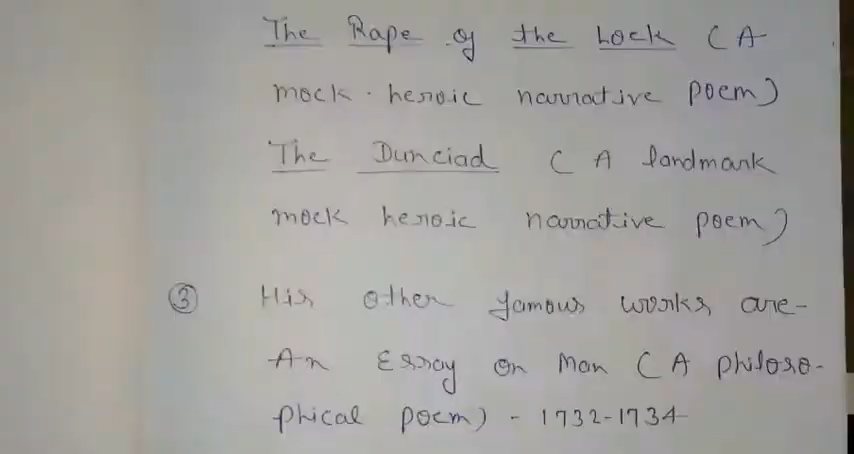 The Rape of the Lock (A
mock-heroic narrative poem)
The Dunciad (A landmark
mock heroic narrative poem)
③ His other famous works are-
An Essay on Man (A philoso-
phical poem) - 1732-1734